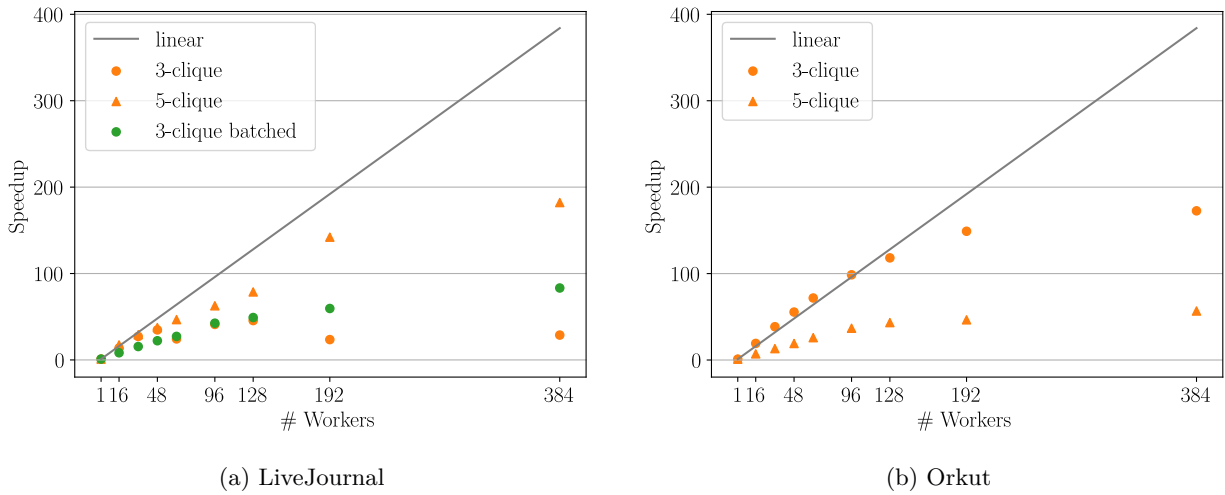 400
300
200
100
0
Speedup
linear
3-clique
5-clique
3-clique batched
1 16 48 96 128 192 384
# Workers
(a) LiveJournal
400
300
200
100
0
Speedup
linear
3-clique
5-clique
1 16 48 96 128 192 384
# Workers
(b) Orkut